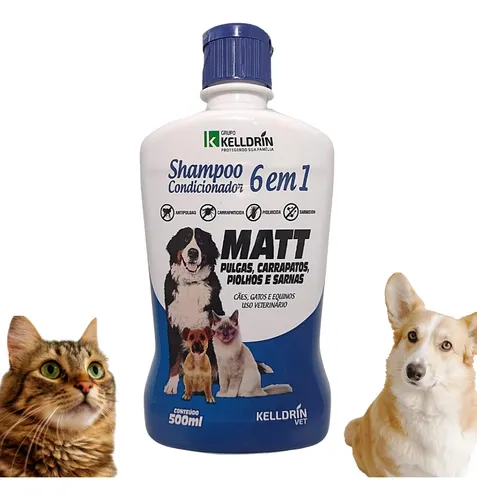 GRUPO
KELLDRIN
PROTEGENDO SUA FAMÍLIA
Shampoo
Condicionador
6 em 1
ANTIPULGAS
CARRAPATICIDA
PIOLHICIDA
SARNICIDA
MATT
PULGAS, CARRAPATOS,
PIOLHOS E SARNAS
CÃES, GATOS E EQUINOS
USO VETERINÁRIO
CONTEÚDO
500ml
KELLDRIN
VET